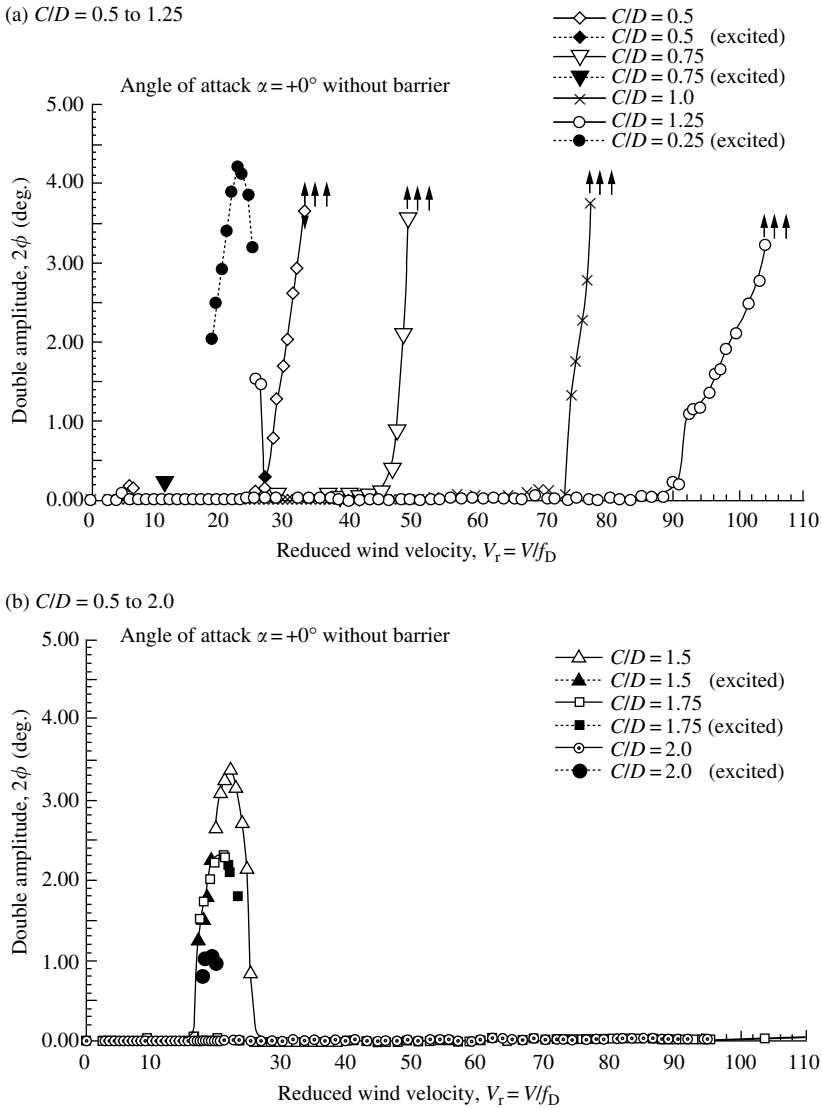 (a) C/D = 0.5 to 1.25
C/D = 0.5
C/D = 0.5 (excited)
C/D = 0.75
C/D = 0.75 (excited)
C/D = 1.0
C/D = 1.25
C/D = 0.25 (excited)
Angle of attack α = +0° without barrier
5.00
4.00
3.00
2.00
1.00
0.00
Double amplitude, 2ϕ (deg.)
0 10 20 30 40 50 60 70 80 90 100 110
Reduced wind velocity, Vr = V/fD
(b) C/D = 0.5 to 2.0
Angle of attack α = +0° without barrier
C/D = 1.5
C/D = 1.5 (excited)
C/D = 1.75
C/D = 1.75 (excited)
C/D = 2.0
C/D = 2.0 (excited)
5.00
4.00
3.00
2.00
1.00
0.00
Double amplitude, 2ϕ (deg.)
0 10 20 30 40 50 60 70 80 90 100 110
Reduced wind velocity, Vr = V/fD